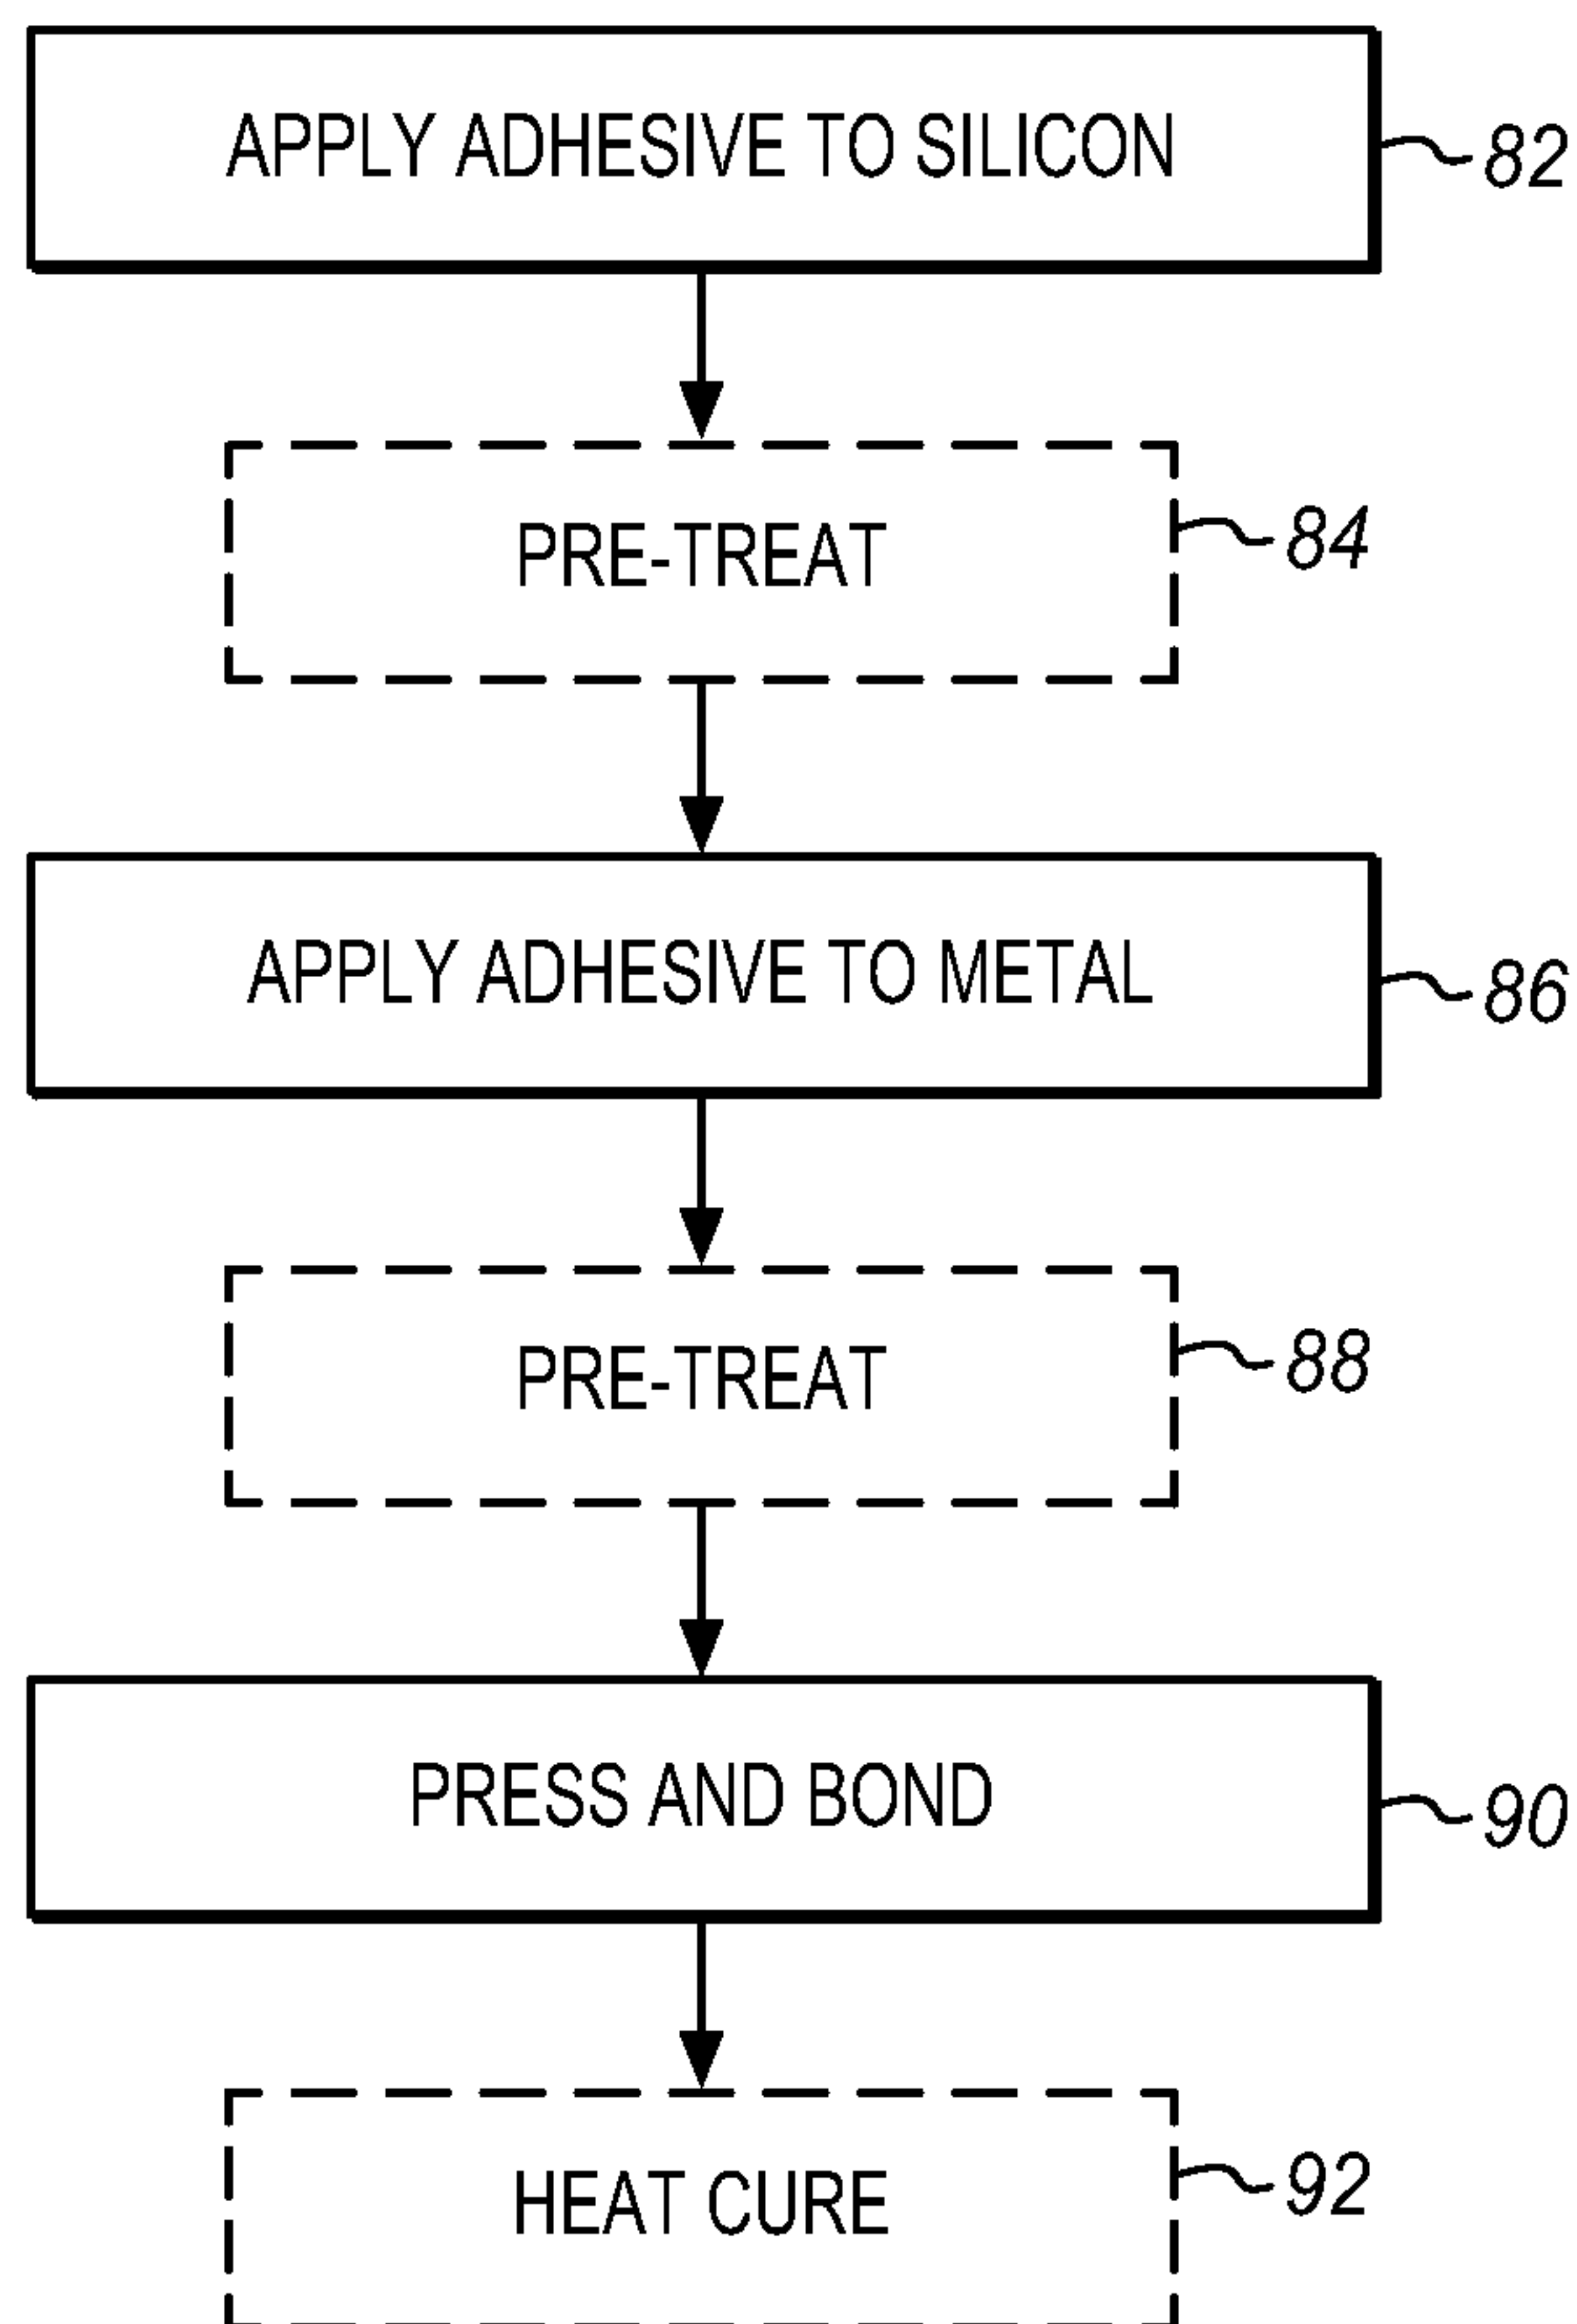 APPLY ADHESIVE TO SILICON
82
PRE-TREAT
84
APPLY ADHESIVE TO METAL
86
PRE-TREAT
88
PRESS AND BOND
90
HEAT CURE
92